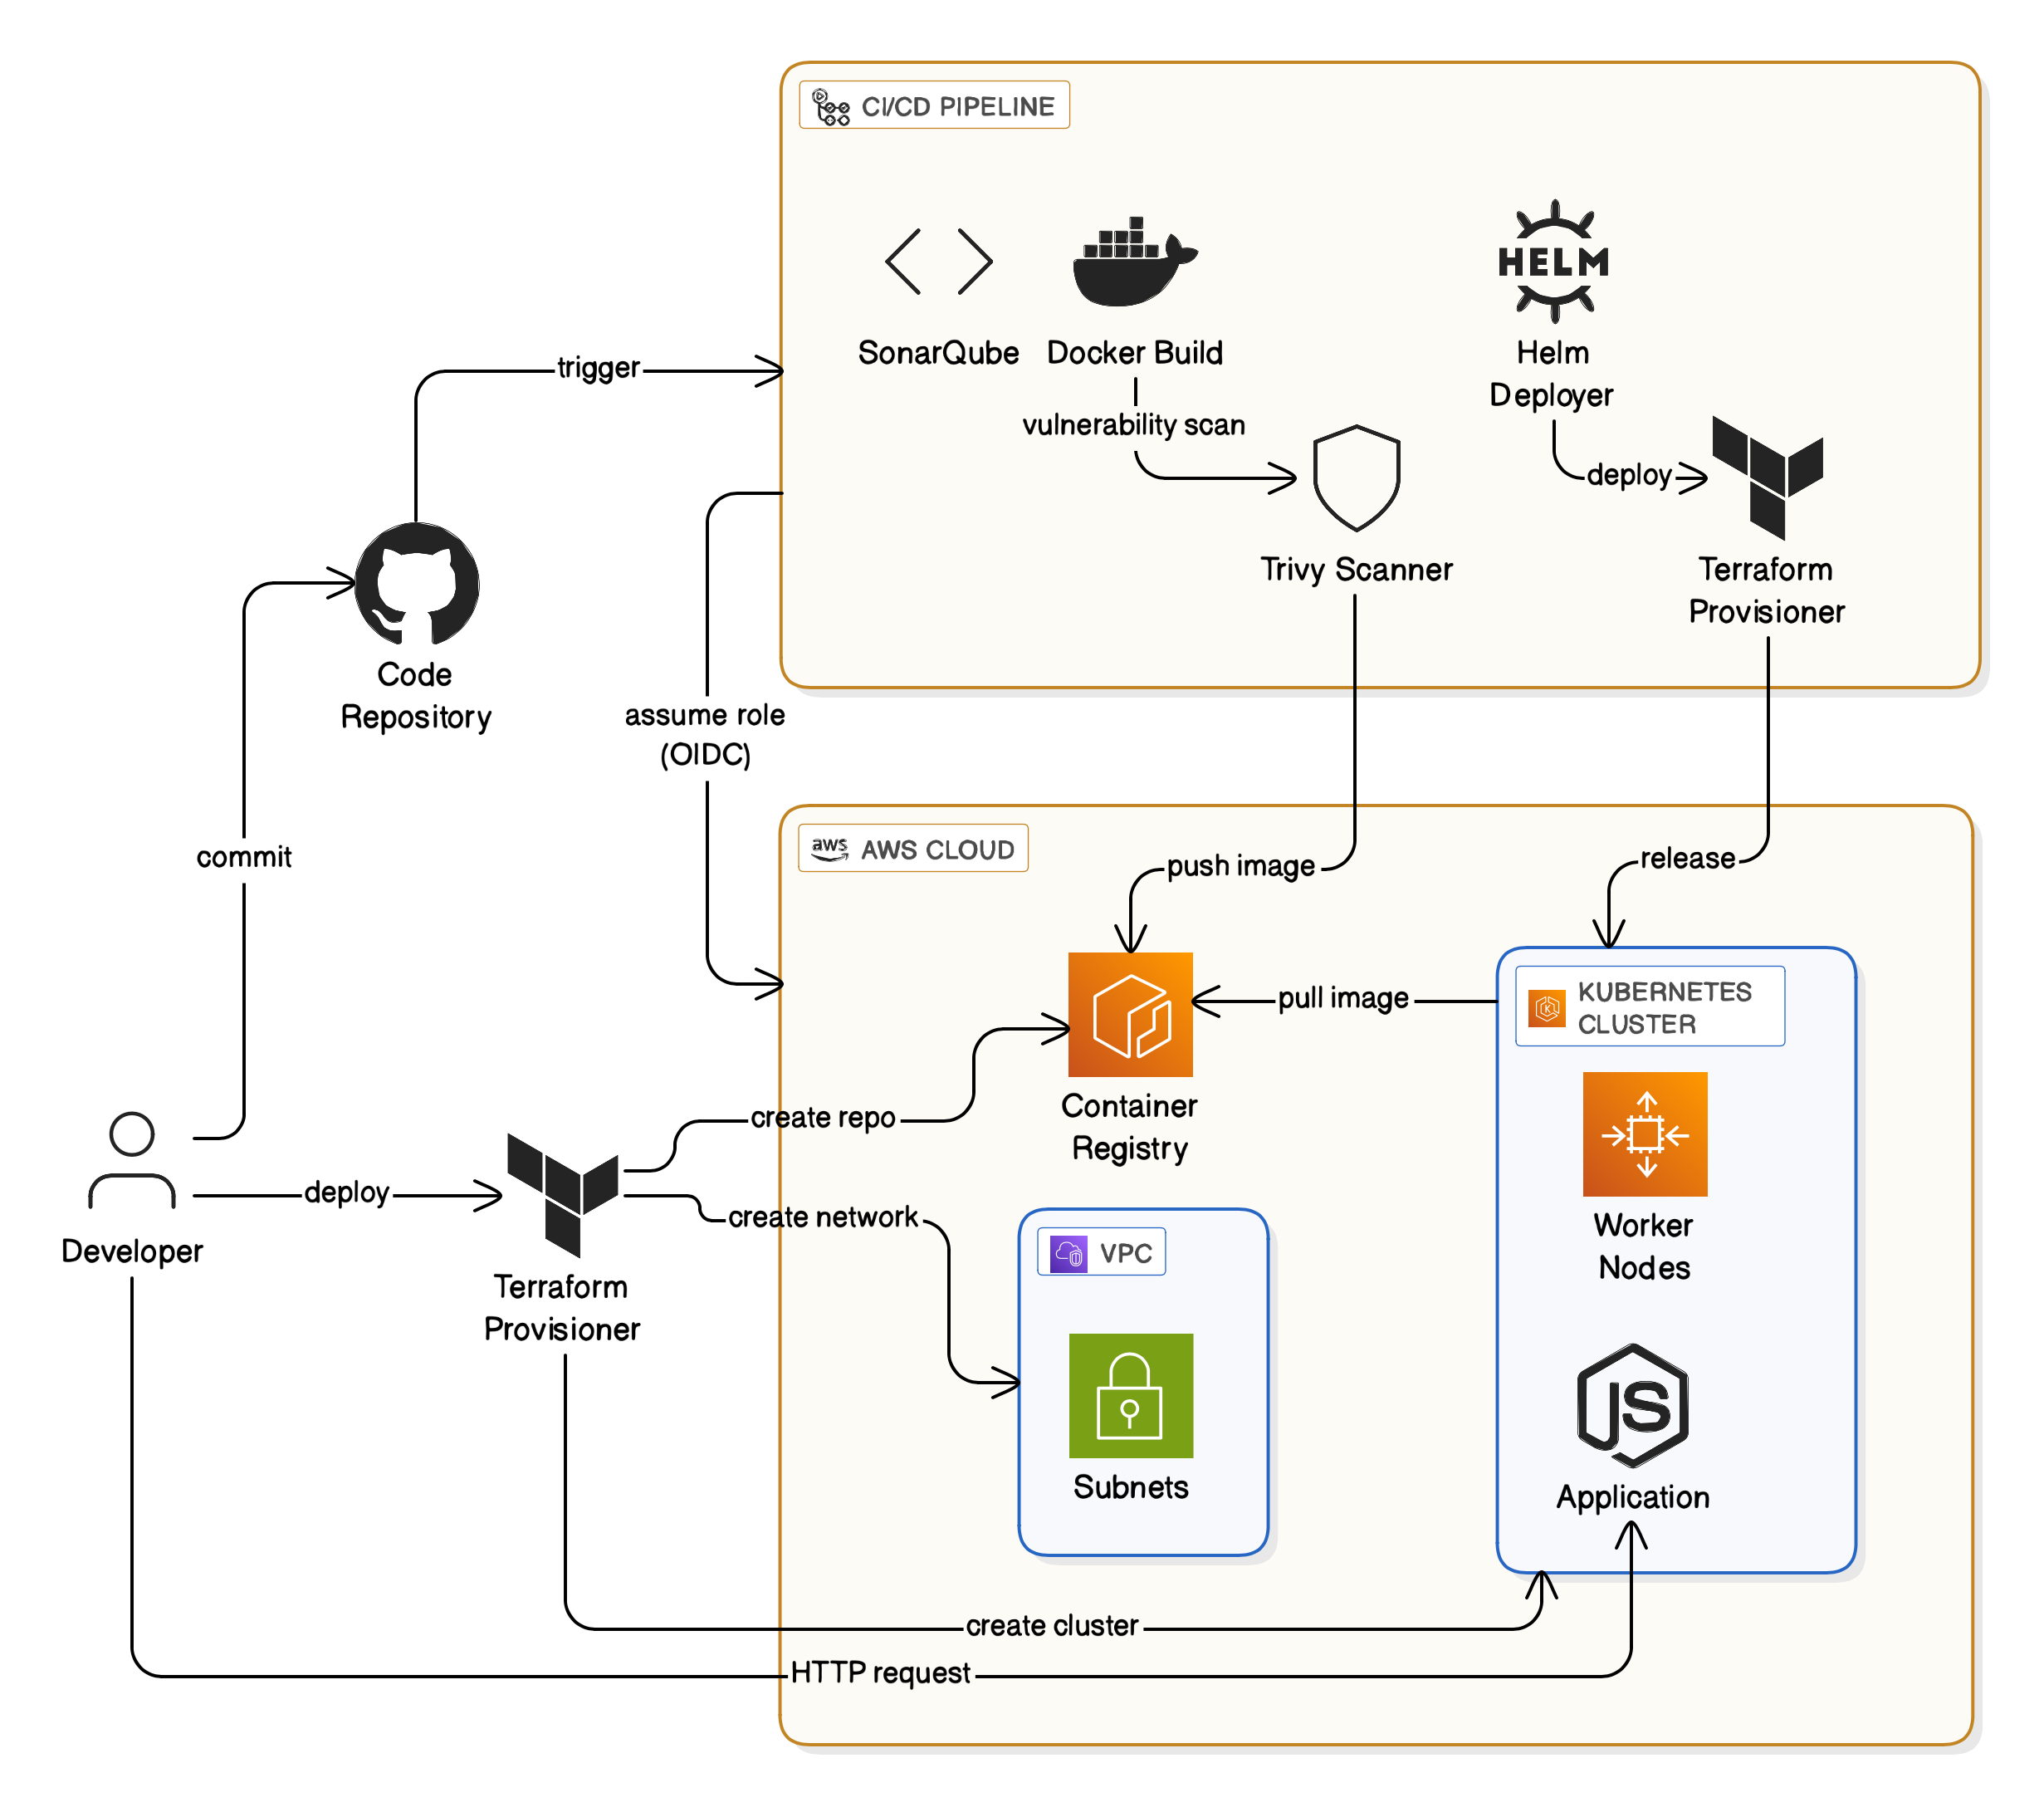 CI/CD PIPELINE
HELM
SonarQube
Docker Build
Helm
Deployer
trigger
vulnerability scan
deploy
Trivy Scanner
Terraform
Provisioner
Code
Repository
assume role
(OIDC)
commit
aws
AWS CLOUD
push image
release
pull image
K
KUBERNETES
CLUSTER
create repo
Container
Registry
deploy
create network
Worker
Nodes
Developer
VPC
Terraform
Provisioner
JS
Subnets
Application
create cluster
HTTP request